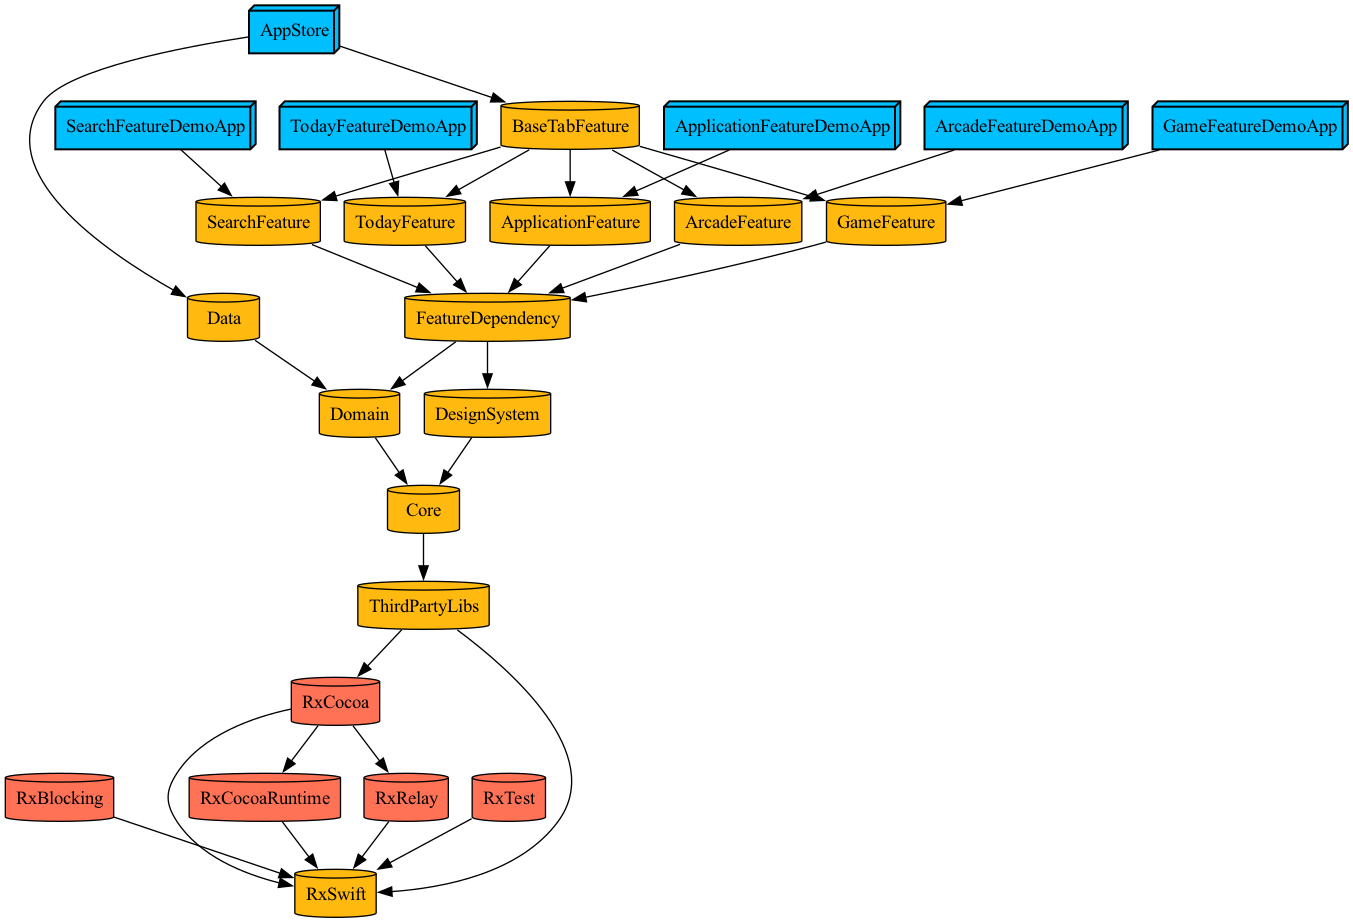 AppStore
SearchFeatureDemoApp
TodayFeatureDemoApp
BaseTabFeature
ApplicationFeatureDemoApp
ArcadeFeatureDemoApp
GameFeatureDemoApp
SearchFeature
TodayFeature
ApplicationFeature
ArcadeFeature
GameFeature
Data
FeatureDependency
Domain
DesignSystem
Core
ThirdPartyLibs
RxCocoa
RxBlocking
RxCocoaRuntime
RxRelay
RxTest
RxSwift